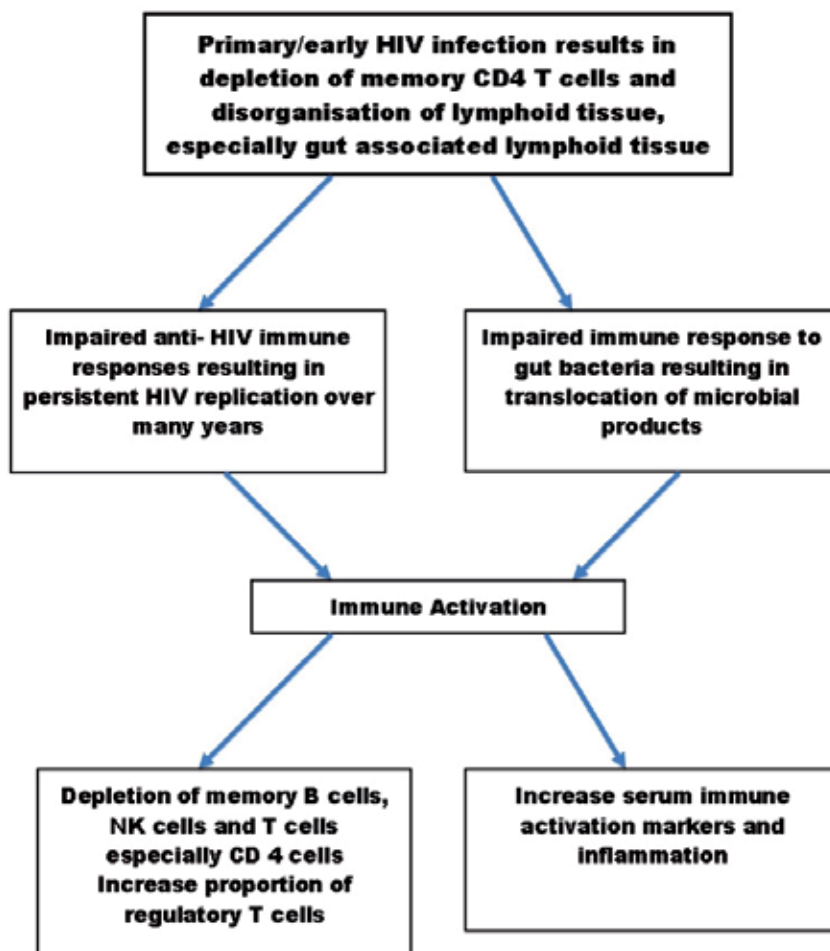 Primary/early HIV infection results in
depletion of memory CD4 T cells and
disorganisation of lymphoid tissue,
especially gut associated lymphoid tissue
Impaired anti- HIV immune
responses resulting in
persistent HIV replication over
many years
Impaired immune response to
gut bacteria resulting in
translocation of microbial
products
Immune Activation
Depletion of memory B cells,
NK cells and T cells
especially CD 4 cells
Increase proportion of
regulatory T cells
Increase serum immune
activation markers and
inflammation